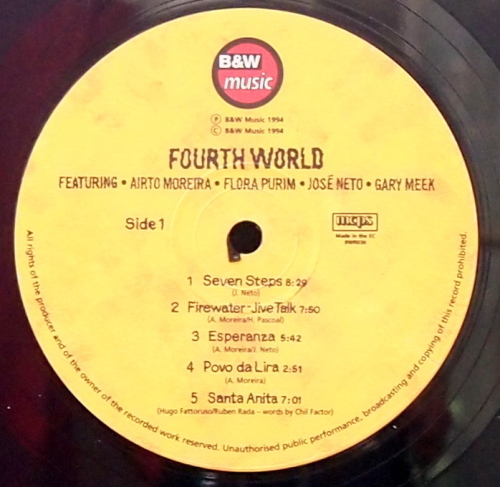 B&W
music
Ⓟ B&W Music 1994
Ⓒ B&W Music 1994
FOURTH WORLD
FEATURING • AIRTO MOREIRA • FLORA PURIM • JOSÉ NETO • GARY MEEK
Side 1
mcps
Made in the EC
1 Seven Steps 8:29
(J. Neto)
2 Firewater-Jive Talk 7:50
(A. Moreira/H. Pascoal)
3 Esperanza 5:42
(A. Moreira/J. Neto)
4 Povo da Lira 2:51
(A. Moreira)
5 Santa Anita 7:01
(Hugo Fattoruso/Ruben Rada – words by Chil Factor)
All rights of the producer and of the owner of the recorded work reserved. Unauthorised public performance, broadcasting and copying of this record prohibited.